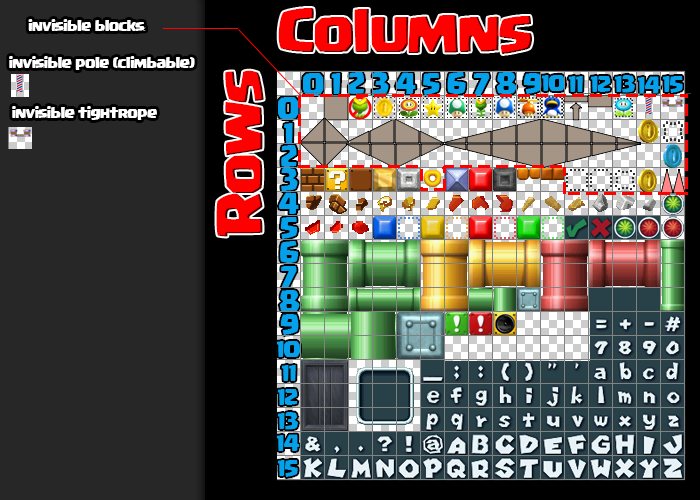 invisible blocks
Columns
invisible pole (climbable)
invisible tightrope
Rows
0 1 2 3 4 5 6 7 8 9 10 11 12 13 14 15
0
1
2
3
?
4
5
6
7
8
9
! ! = + - #
10
7 8 9 0
11
_ ; : ( ) " ' a b c d
12
e f g h i j k l m n o
13
p q r s t u v w x y z
14
& , . ? ! @ A B C D E F G H I J
15
K L M N O P Q R S T U V W X Y Z